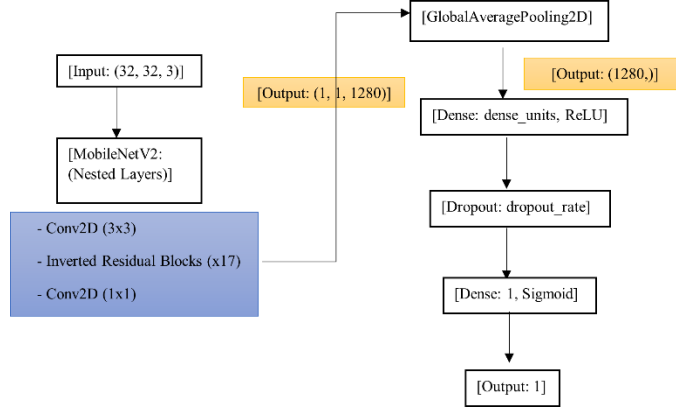 [Input: (32, 32, 3)]
[MobileNetV2:
(Nested Layers)]
- Conv2D (3x3)
- Inverted Residual Blocks (x17)
- Conv2D (1x1)
[Output: (1, 1, 1280)]
[GlobalAveragePooling2D]
[Output: (1280,)]
[Dense: dense_units, ReLU]
[Dropout: dropout_rate]
[Dense: 1, Sigmoid]
[Output: 1]